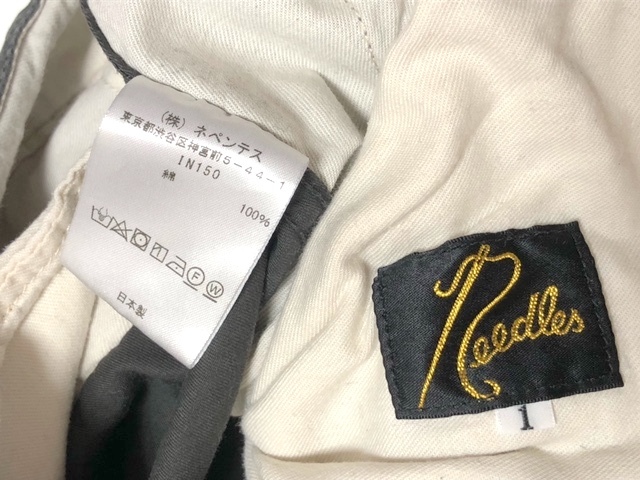 (株) ネペンテス
東京都渋谷区神宮前5-44-1
IN150
綿 100%
F W
日本製
Needles
1